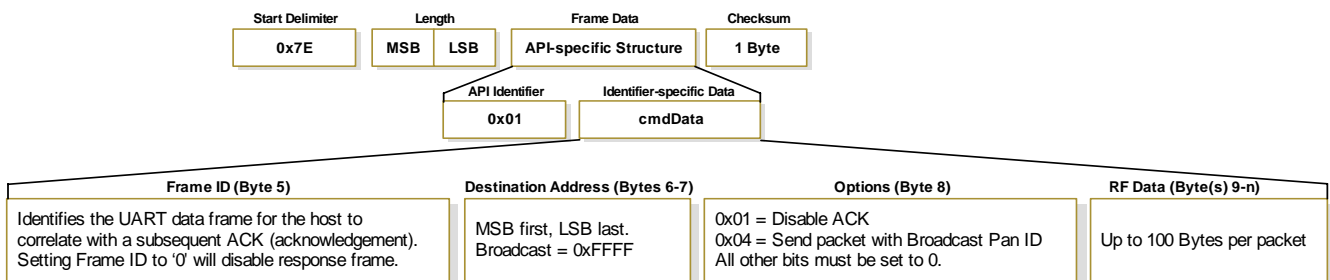 Start Delimiter Length Frame Data Checksum
0x7E MSB LSB API-specific Structure 1 Byte
API Identifier Identifier-specific Data
0x01 cmdData
Frame ID (Byte 5)
Identifies the UART data frame for the host to
correlate with a subsequent ACK (acknowledgement).
Setting Frame ID to ‘0’ will disable response frame.
Destination Address (Bytes 6-7)
MSB first, LSB last.
Broadcast = 0xFFFF
Options (Byte 8)
0x01 = Disable ACK
0x04 = Send packet with Broadcast Pan ID
All other bits must be set to 0.
RF Data (Byte(s) 9-n)
Up to 100 Bytes per packet